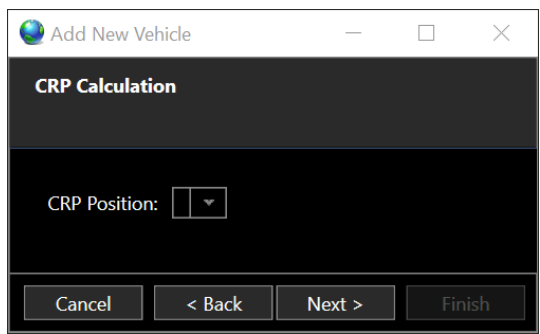 Add New Vehicle
CRP Calculation
CRP Position:
Cancel < Back Next > Finish